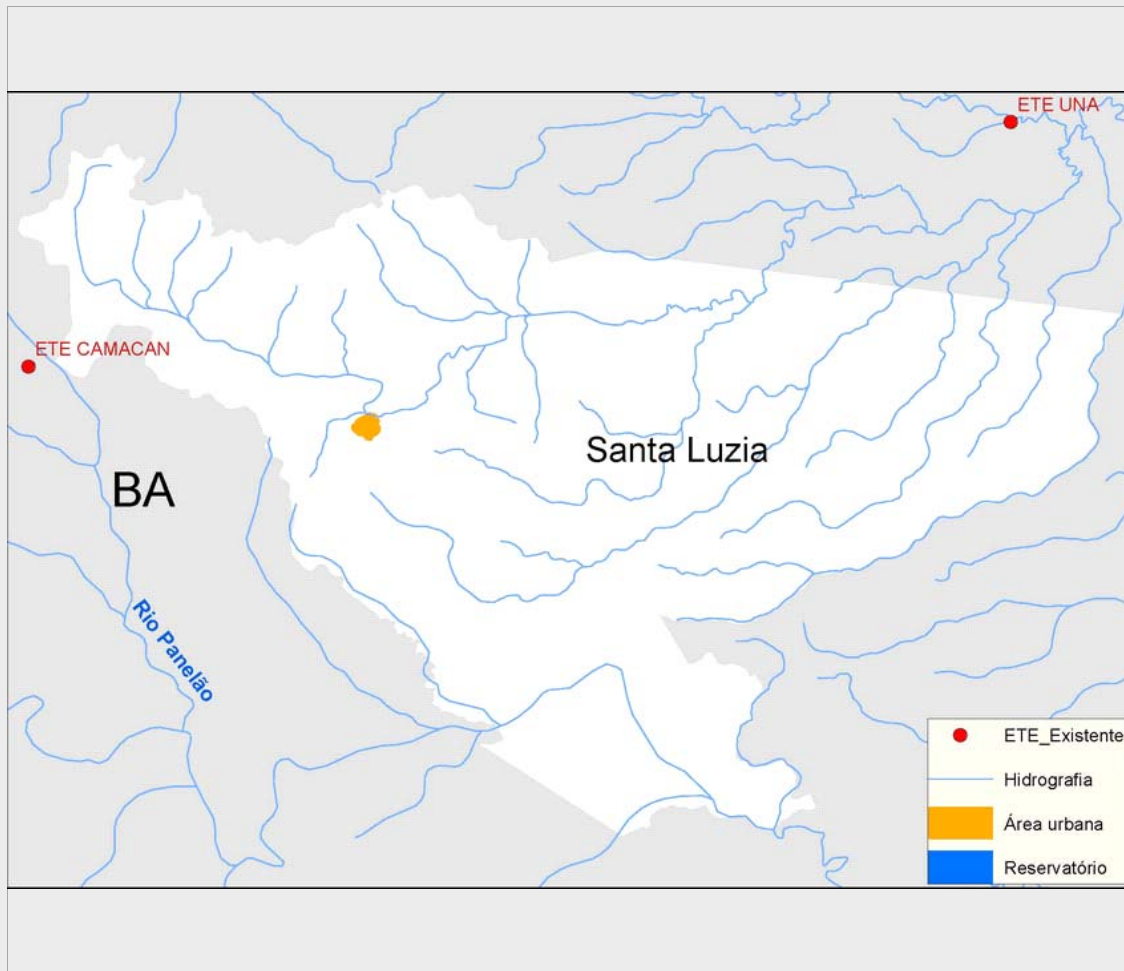 ETE UNA
ETE CAMACAN
Santa Luzia
BA
Rio Panelão
ETE_Existente
Hidrografia
Área urbana
Reservatório